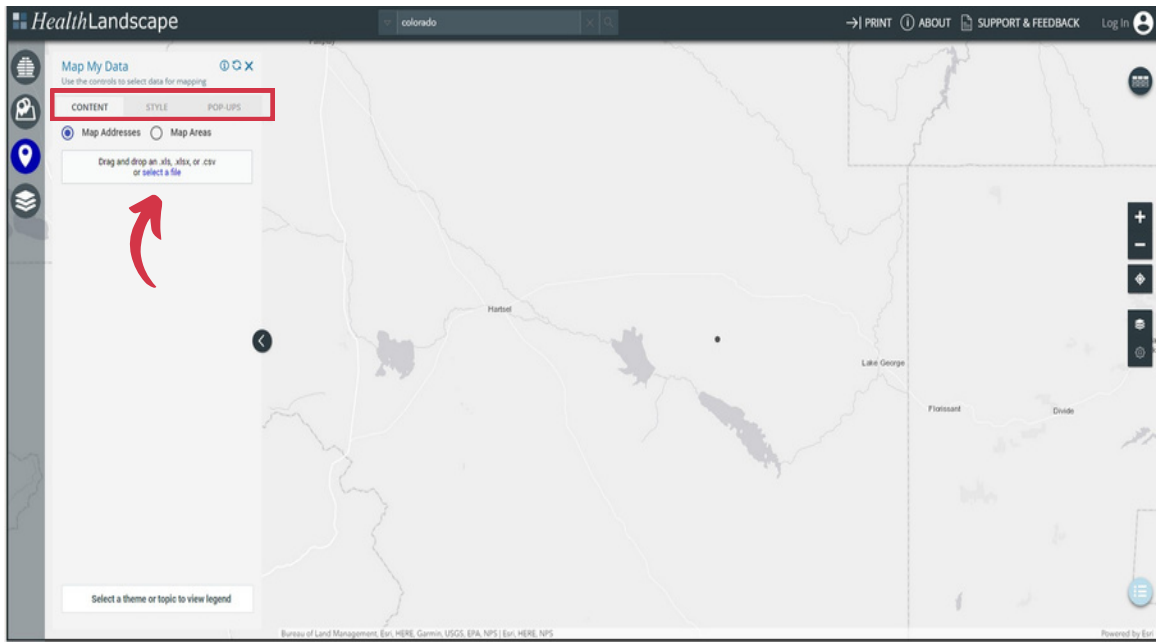 HealthLandscape
colorado
PRINT
ABOUT
SUPPORT & FEEDBACK
Log In
Map My Data
Use the controls to select data for mapping
CONTENT
STYLE
POP-UPS
Map Addresses
Map Areas
Drag and drop an .xls, .xlsx, or .csv
or select a file
Hartsel
Lake George
Florissant
Divide
Select a theme or topic to view legend
Bureau of Land Management, Esri, HERE, Garmin, USGS, EPA, NPS | Esri, HERE, NPS
Powered by Esri